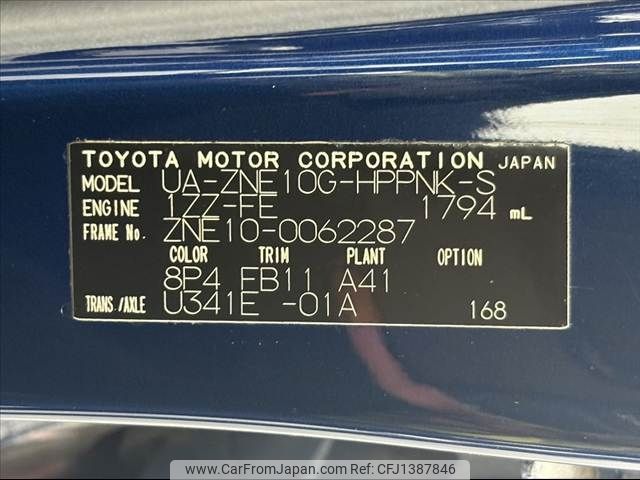 TOYOTA MOTOR CORPORATION JAPAN
MODEL UA-ZNE10G-HPPNK-S
ENGINE 1ZZ-FE 1794 mL
FRAME No. ZNE10-0062287
COLOR TRIM PLANT OPTION
8P4 FB11 A41
TRANS./AXLE U341E -01A 168
www.CarFromJapan.com CFJ1387846